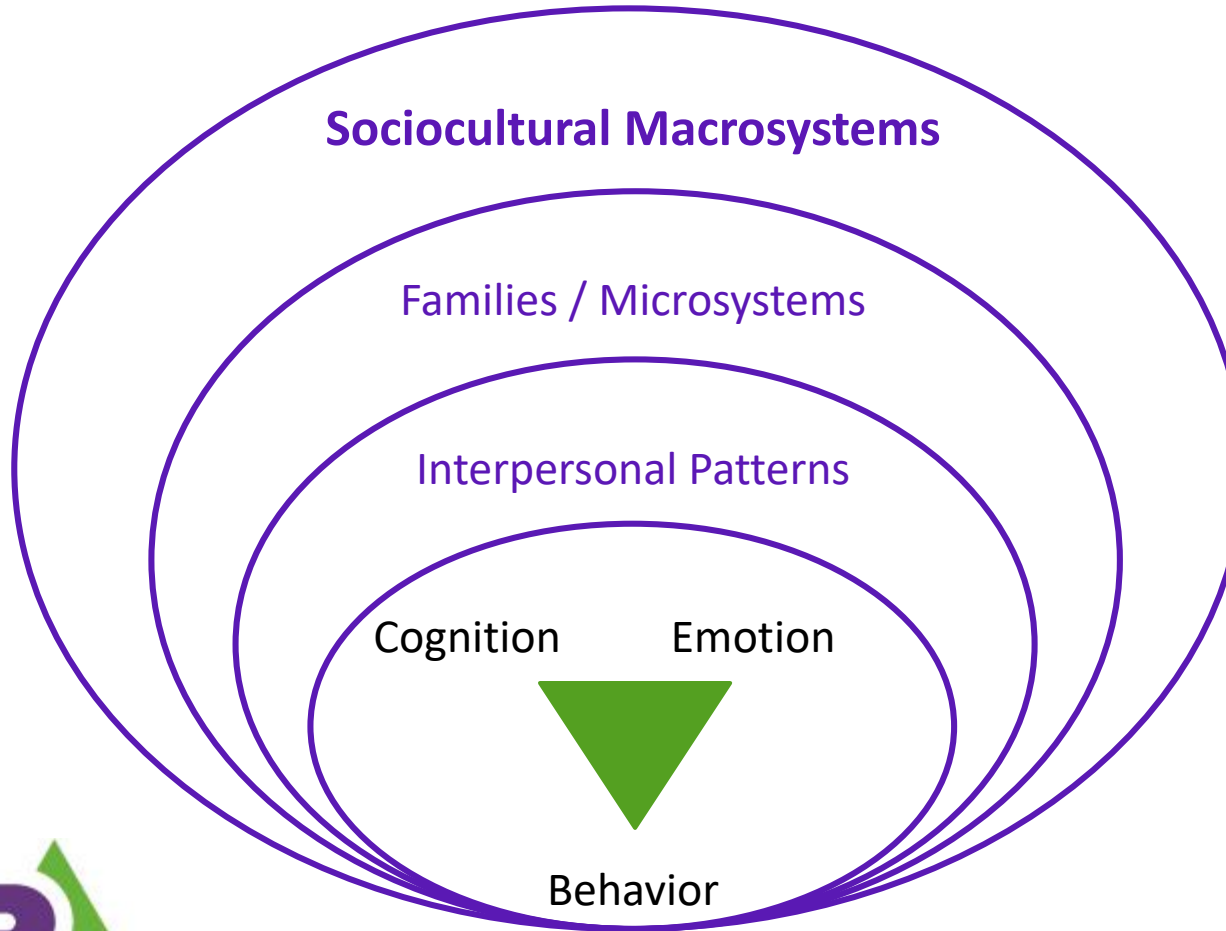 Sociocultural Macrosystems
Families / Microsystems
Interpersonal Patterns
Cognition Emotion
Behavior